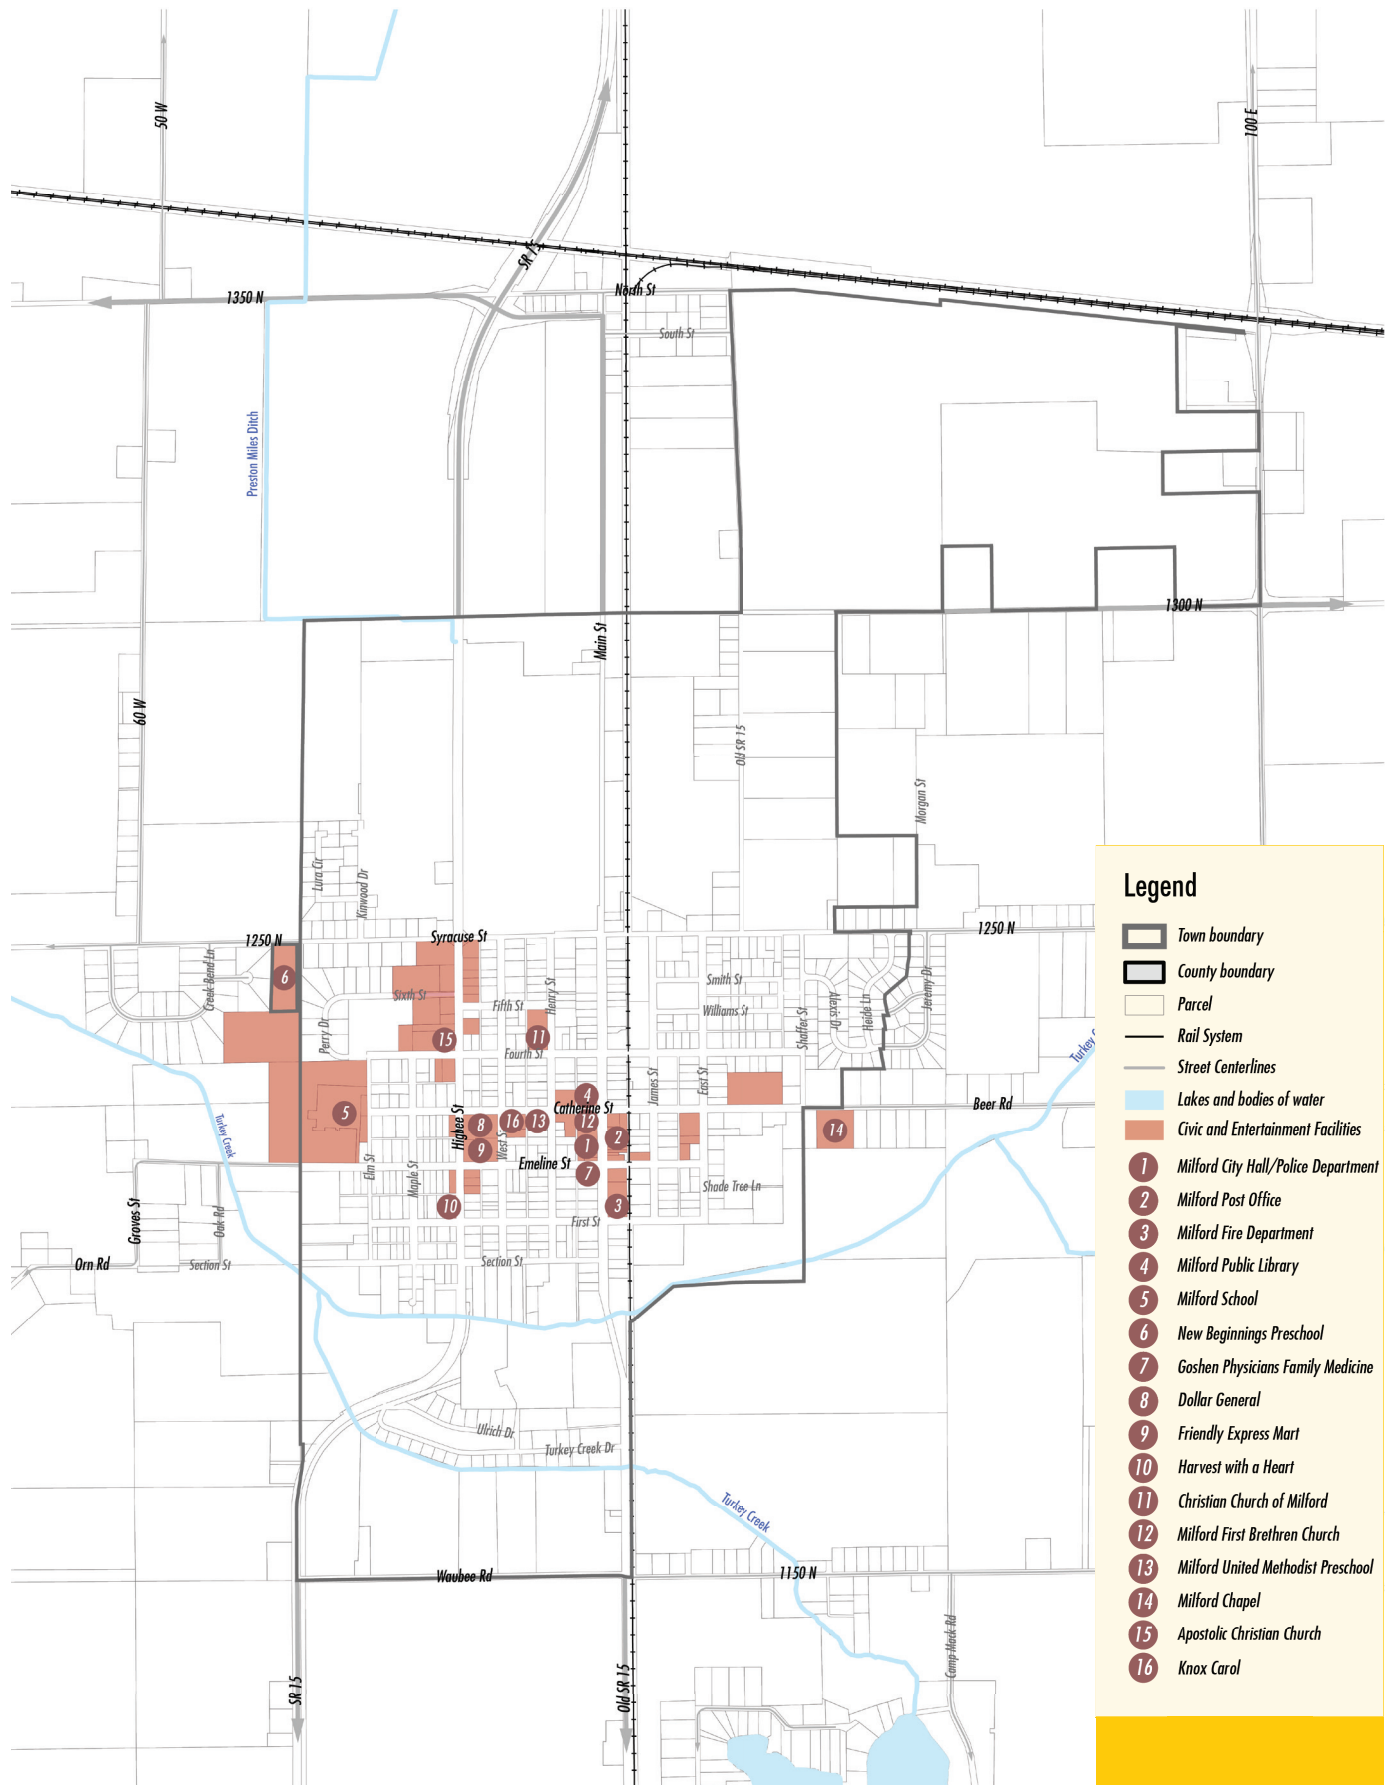 50 W
100 E
SR 15
1350 N
North St
South St
Preston Miles Ditch
1300 N
Main St
60 W
Old SR 15
Morgan St
Lura Cir
Kinwood Dr
Syracuse St
1250 N
1250 N
Creek Bend Ln
6
Sixth St
Fifth St
Henry St
Smith St
Williams St
Shaffer St
Alexis Dr
Heide Ln
Jeremy Dr
Perry Dr
15
11
Fourth St
Turkey C
James St
East St
4
Catherine St
Beer Rd
5
Higbee St
8
16
13
12
14
Turkey Creek
West S
9
1
2
Elm St
Maple St
Emeline St
7
Shade Tree Ln
10
3
First St
Groves St
Oak Rd
Orn Rd
Section St
Section St
Ulrich Dr
Turkey Creek Dr
Turkey Creek
Waubee Rd
1150 N
Camp Mack Rd
SR 15
Old SR 15
Legend
Town boundary
County boundary
Parcel
Rail System
Street Centerlines
Lakes and bodies of water
Civic and Entertainment Facilities
1 Milford City Hall/Police Department
2 Milford Post Office
3 Milford Fire Department
4 Milford Public Library
5 Milford School
6 New Beginnings Preschool
7 Goshen Physicians Family Medicine
8 Dollar General
9 Friendly Express Mart
10 Harvest with a Heart
11 Christian Church of Milford
12 Milford First Brethren Church
13 Milford United Methodist Preschool
14 Milford Chapel
15 Apostolic Christian Church
16 Knox Carol